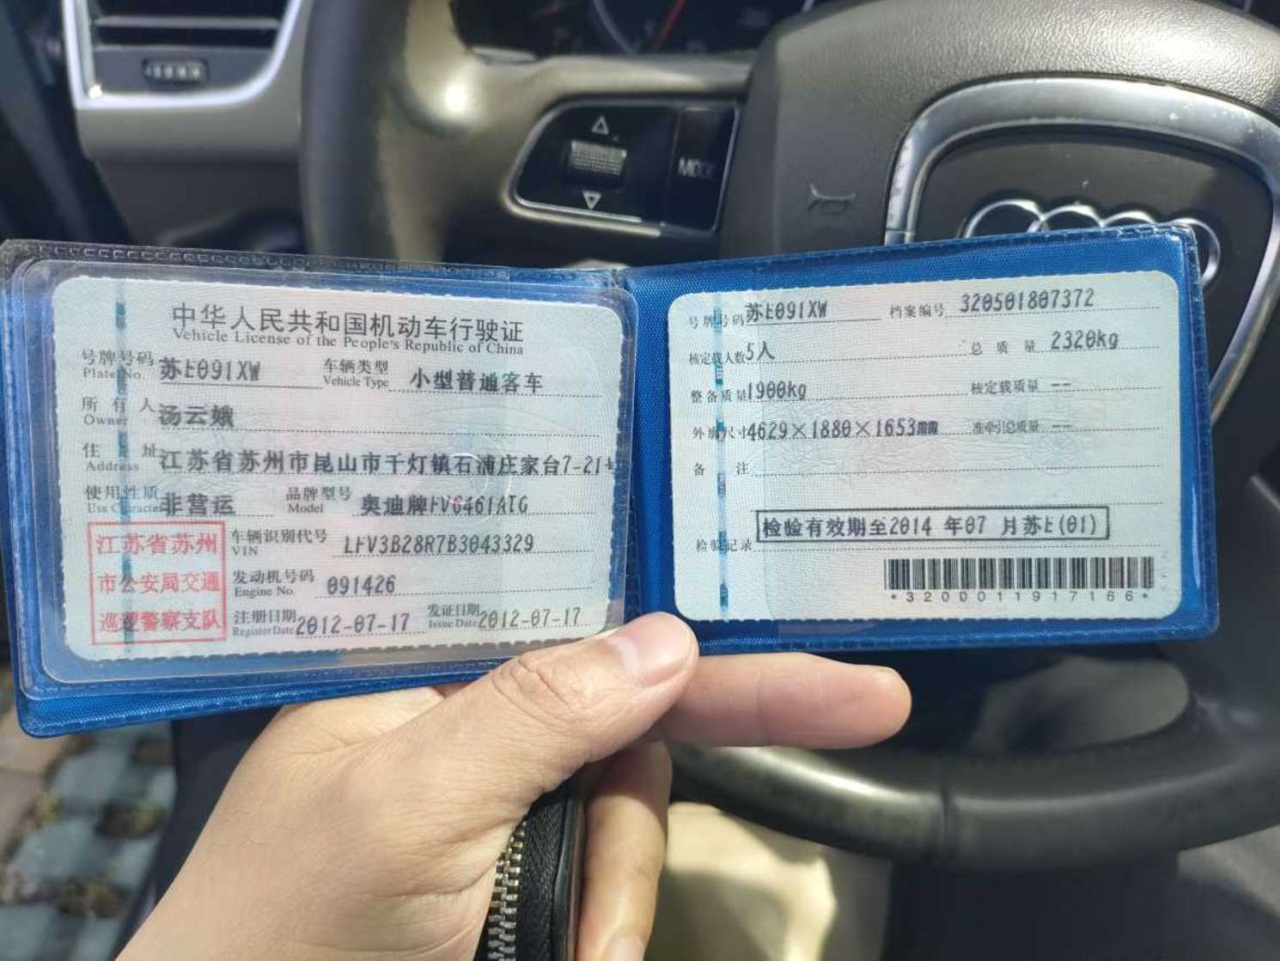 MODE
中华人民共和国机动车行驶证
Vehicle License of the People's Republic of China
号牌号码 苏E091XW 车辆类型 小型普通客车
Plate No. Vehicle Type
所有人 汤云娥
Owner
住址 江苏省苏州市昆山市千灯镇石浦庄家台7-21号
Address
使用性质 非营运 品牌型号 奥迪牌FV6461ATG
Use Character Model
江苏省苏州
市公安局交通
巡逻警察支队
车辆识别代号 LFV3B28R7B3043329
VIN
发动机号码 091426
Engine No.
注册日期 2012-07-17 发证日期 2012-07-17
Register Date Issue Date
号牌号码 苏E091XW 档案编号 320501807372
核定载人数 5人 总质量 2320kg
整备质量 1900kg 核定载质量 --
外廓尺寸 4629×1880×1653mm 准牵引总质量 --
备注
检验记录 检验有效期至2014 年07 月苏E(01)
*3200011917166*